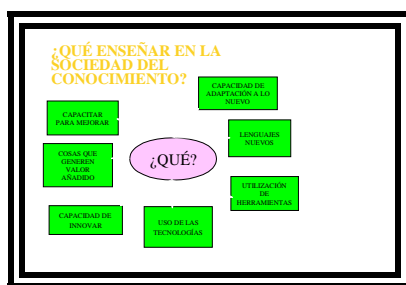 ¿QUÉ ENSEÑAR EN LA
SOCIEDAD DEL
CONOCIMIENTO?
CAPACIDAD DE
ADAPTACIÓN A LO
NUEVO
CAPACITAR
PARA MEJORAR
LENGUAJES
NUEVOS
COSAS QUE
GENEREN
VALOR
AÑADIDO
¿QUÉ?
UTILIZACIÓN
DE
HERRAMIENTAS
CAPACIDAD DE
INNOVAR
USO DE LAS
TECNOLOGÍAS